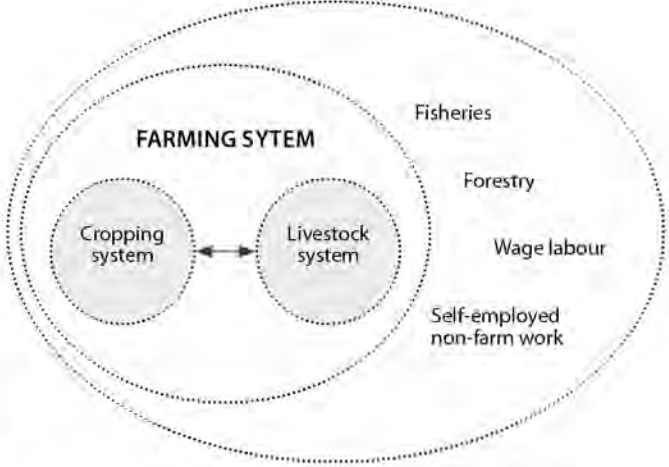 Fisheries
FARMING SYTEM
Forestry
Cropping
system
Livestock
system
Wage labour
Self-employed
non-farm work